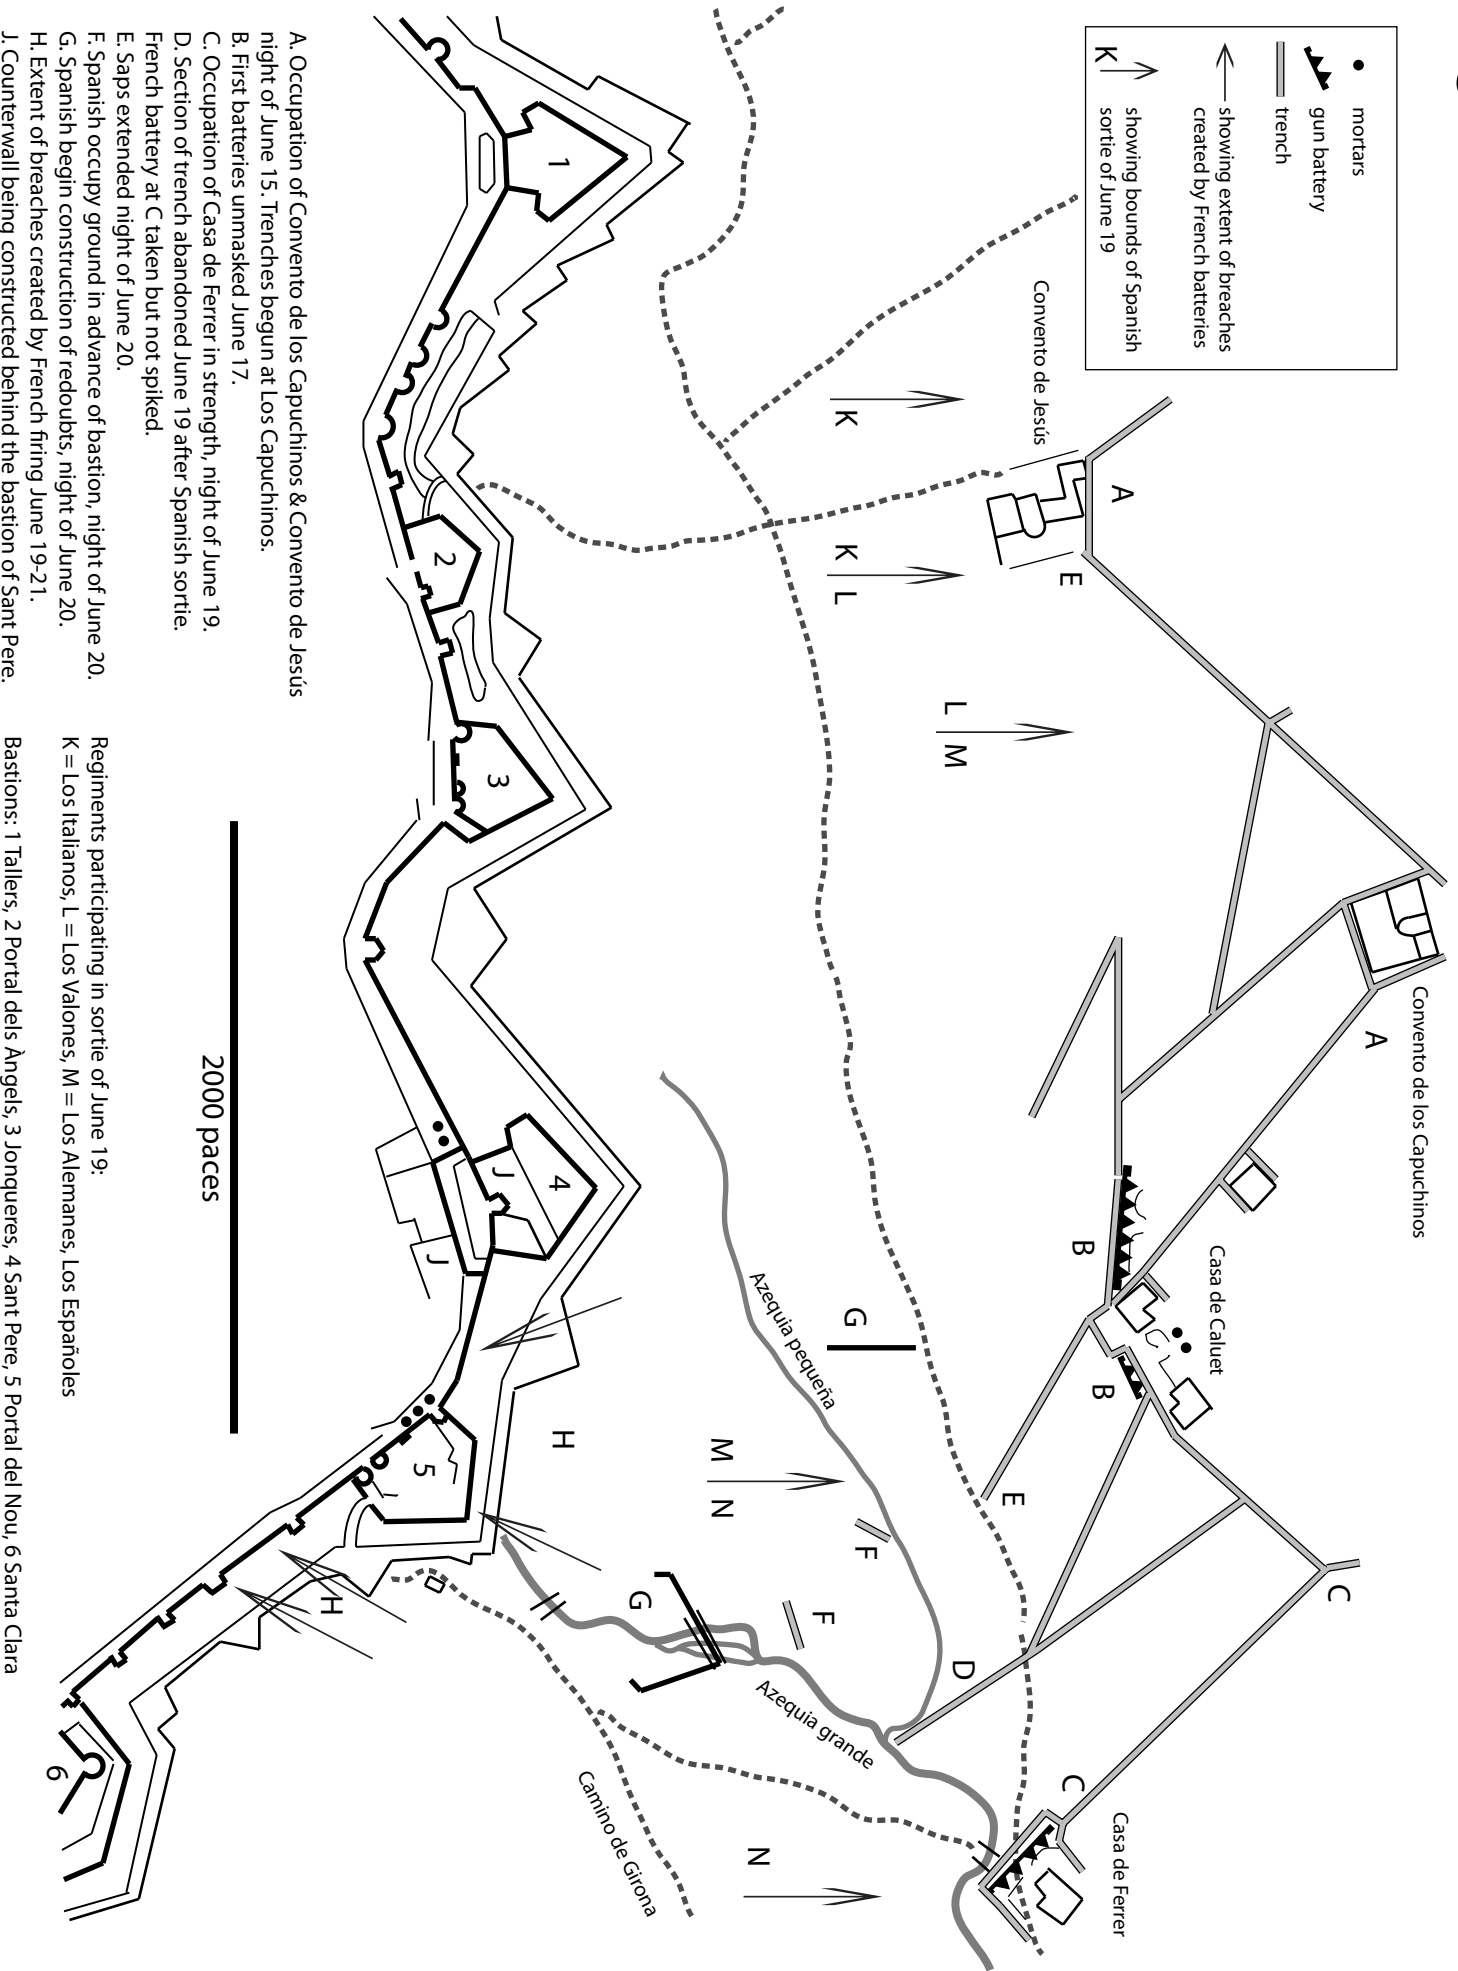 mortars
gun battery
trench
showing extent of breaches
created by French batteries
K
showing bounds of Spanish
sortie of June 19
Convento de los Capuchinos
A
Casa de Caluet
Casa de Ferrer
A
E
Convento de Jesús
B
B
C
C
E
D
K
K L
L M
G
M N
N
F
F
G
H
H
Azequia pequeña
Azequia grande
Camino de Girona
1
2
3
4
J
J
5
6
2000 paces
A. Occupation of Convento de los Capuchinos & Convento de Jesús
night of June 15. Trenches begun at Los Capuchinos.
B. First batteries unmasked June 17.
C. Occupation of Casa de Ferrer in strength, night of June 19.
D. Section of trench abandoned June 19 after Spanish sortie.
French battery at C taken but not spiked.
E. Saps extended night of June 20.
F. Spanish occupy ground in advance of bastion, night of June 20.
G. Spanish begin construction of redoubts, night of June 20.
H. Extent of breaches created by French firing June 19-21.
J. Counterwall being constructed behind the bastion of Sant Pere.
Regiments participating in sortie of June 19:
K = Los Italianos, L = Los Valones, M = Los Alemanes, Los Españoles
Bastions: 1 Tallers, 2 Portal dels Àngels, 3 Jonqueres, 4 Sant Pere, 5 Portal del Nou, 6 Santa Clara